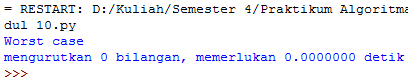 = RESTART: D:/Kuliah/Semester 4/Praktikum Algoritma
dul 10.py
Worst case
mengurutkan 0 bilangan, memerlukan 0.0000000 detik
>>>